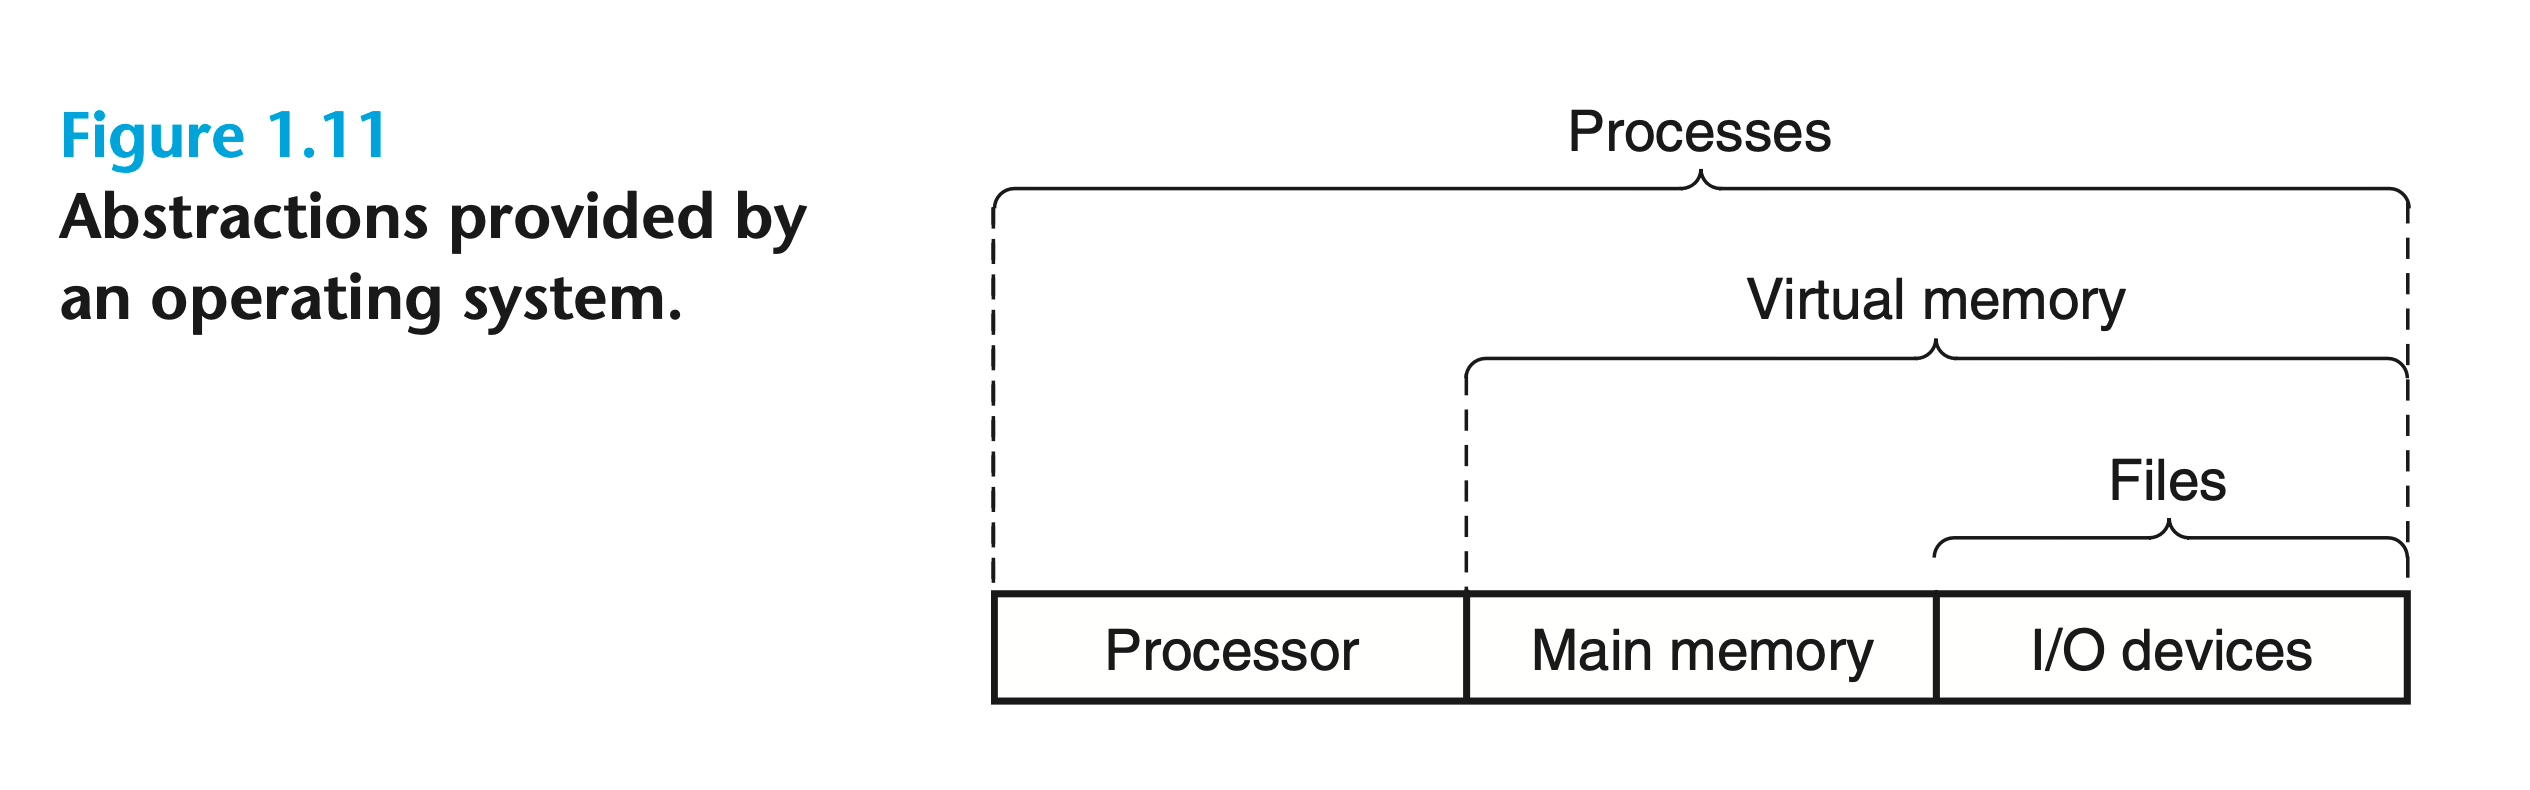 Figure 1.11
Abstractions provided by
an operating system.
Processes
Virtual memory
Files
Processor
Main memory
I/O devices